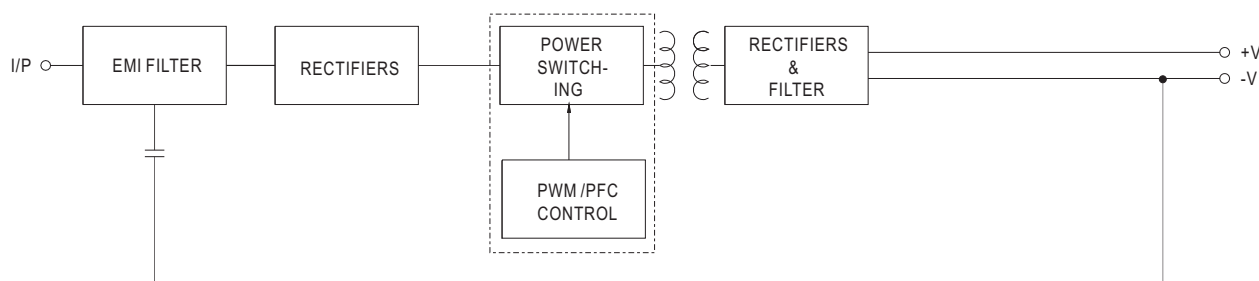 I/P
EMI FILTER
RECTIFIERS
POWER
SWITCH-
ING
RECTIFIERS
&
FILTER
+V
-V
PWM/PFC
CONTROL